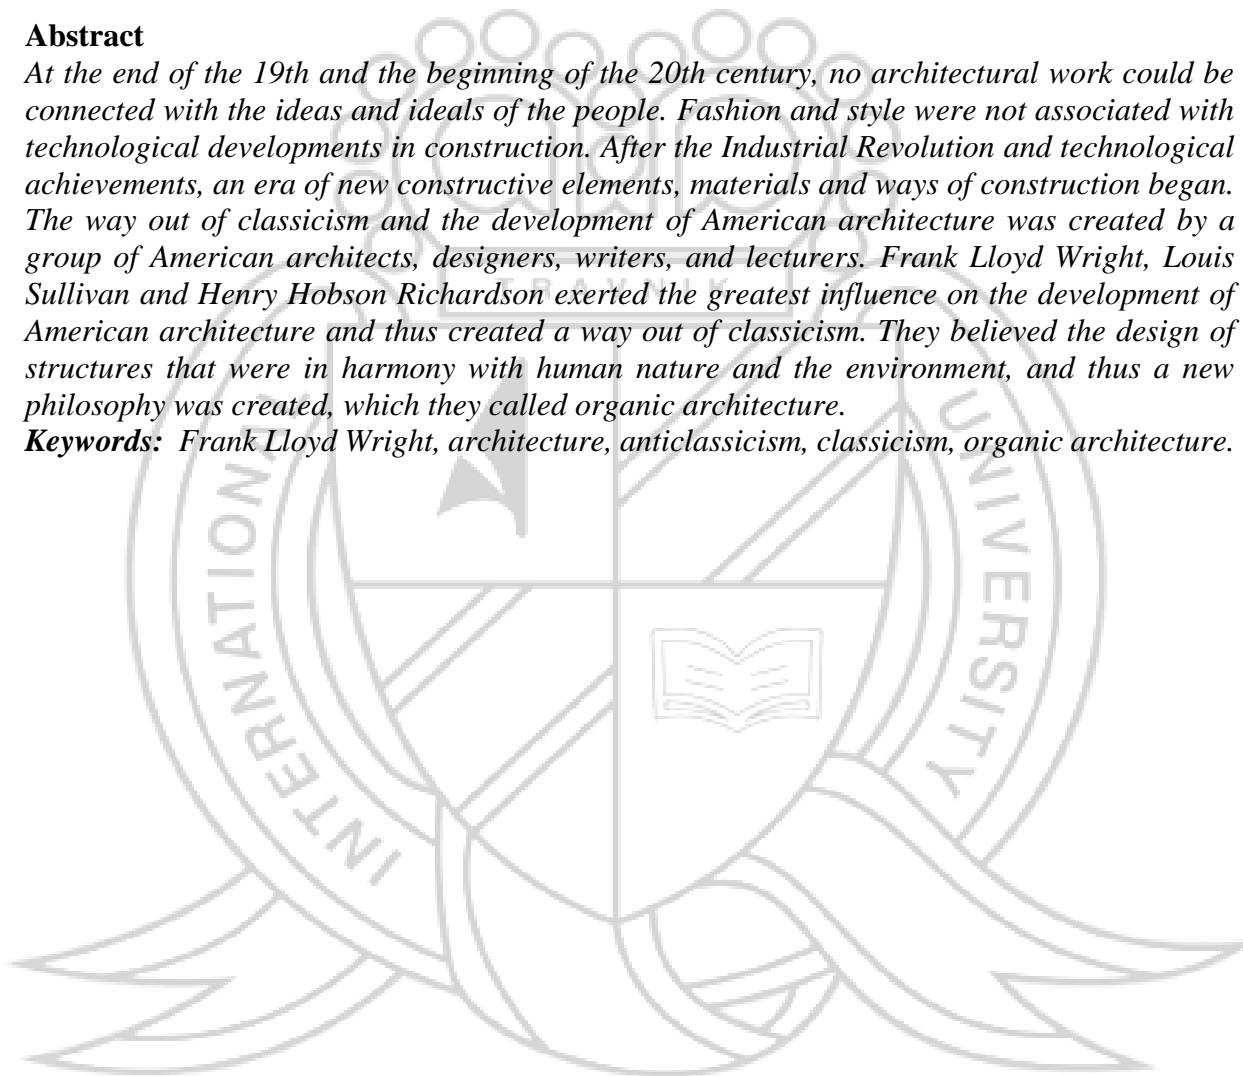 Abstract
At the end of the 19th and the beginning of the 20th century, no architectural work could be
connected with the ideas and ideals of the people. Fashion and style were not associated with
technological developments in construction. After the Industrial Revolution and technological
achievements, an era of new constructive elements, materials and ways of construction began.
The way out of classicism and the development of American architecture was created by a
group of American architects, designers, writers, and lecturers. Frank Lloyd Wright, Louis
Sullivan and Henry Hobson Richardson exerted the greatest influence on the development of
American architecture and thus created a way out of classicism. They believed the design of
structures that were in harmony with human nature and the environment, and thus a new
philosophy was created, which they called organic architecture.
Keywords: Frank Lloyd Wright, architecture, anticlassicism, classicism, organic architecture.
TRAVNIK
INTERNATIONAL
UNIVERSITY